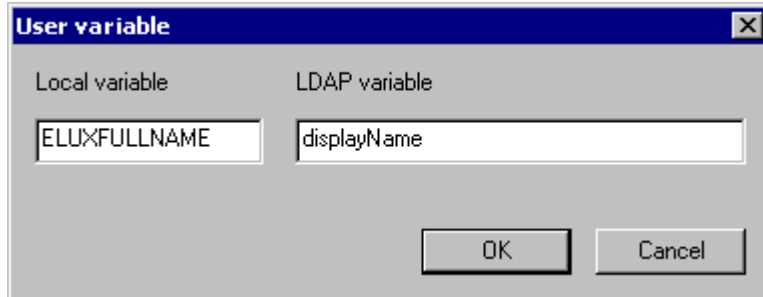 User variable
Local variable LDAP variable
ELUXFULLNAME displayName
OK Cancel